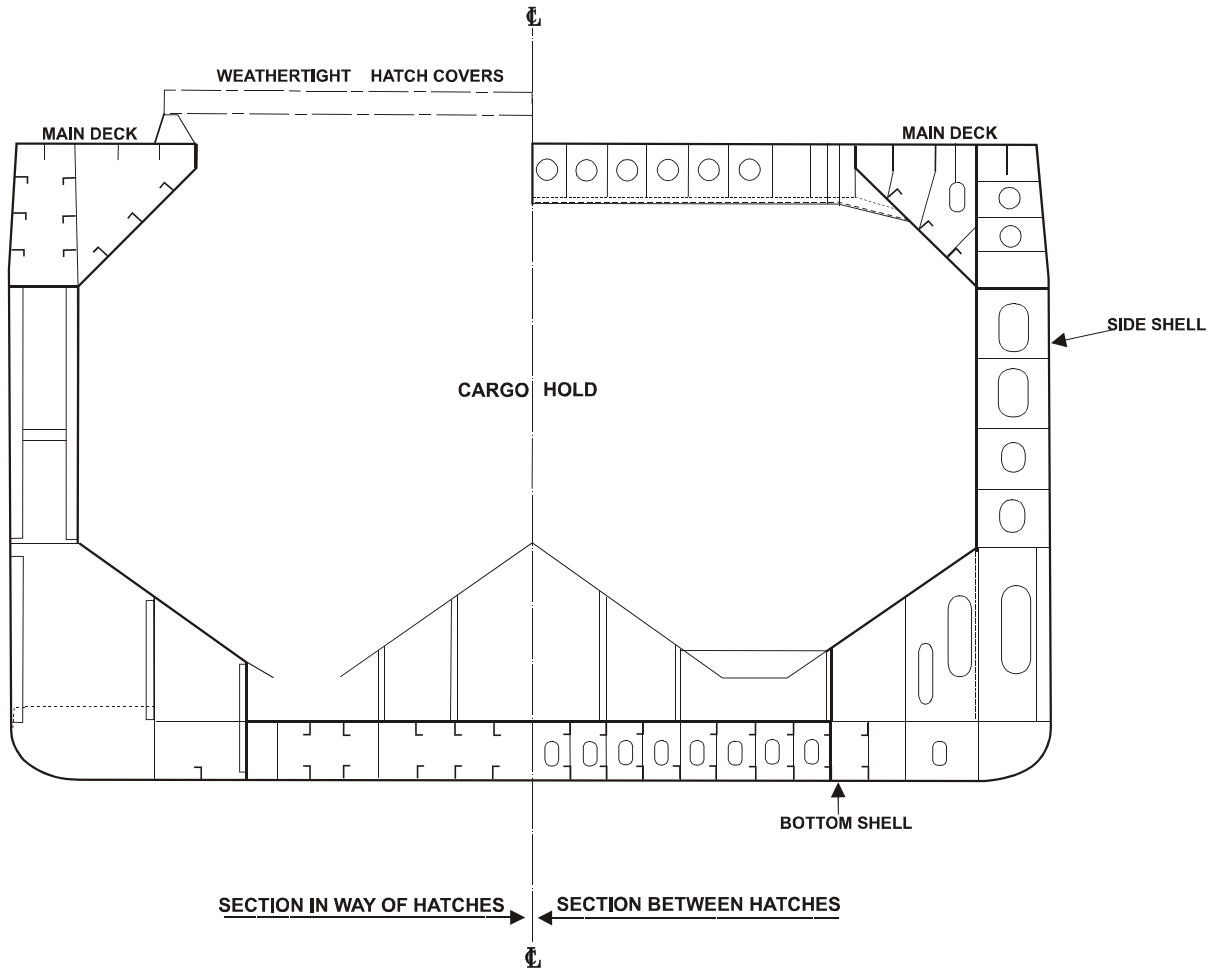 ℄
WEATHERTIGHT HATCH COVERS
MAIN DECK
MAIN DECK
SIDE SHELL
CARGO HOLD
BOTTOM SHELL
SECTION IN WAY OF HATCHES
SECTION BETWEEN HATCHES
℄